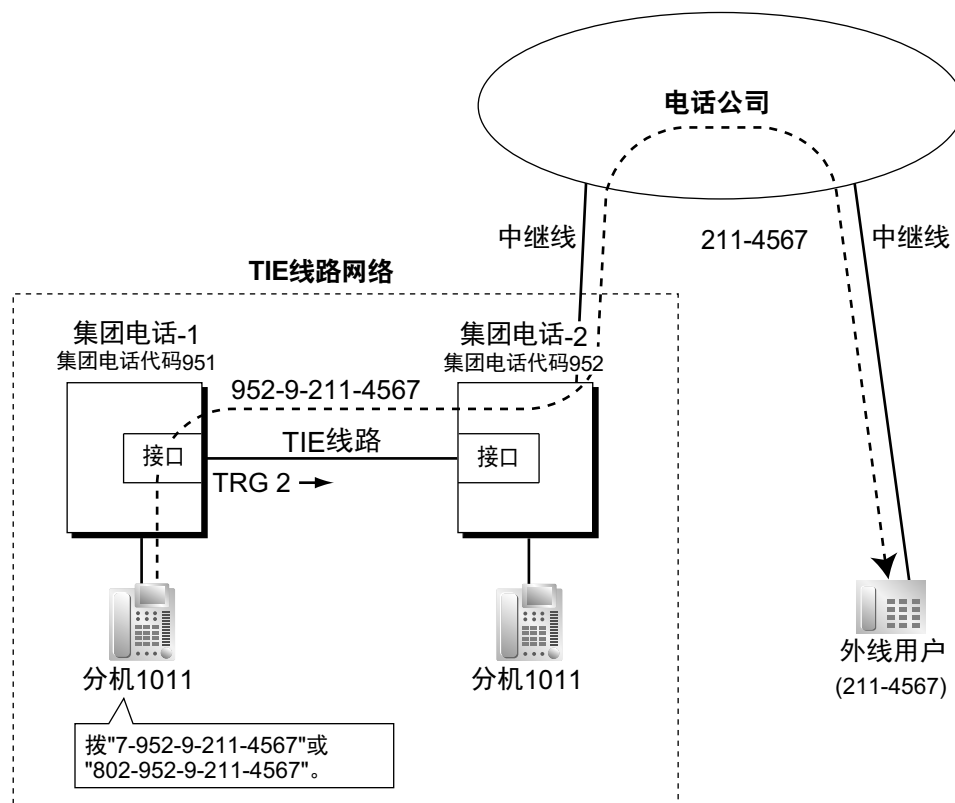 电话公司
中继线
211-4567
中继线
TIE线路网络
集团电话-1
集团电话代码951
集团电话-2
集团电话代码952
952-9-211-4567
接口
TIE线路
接口
TRG 2
分机1011
分机1011
外线用户
(211-4567)
拨"7-952-9-211-4567"或
"802-952-9-211-4567"。